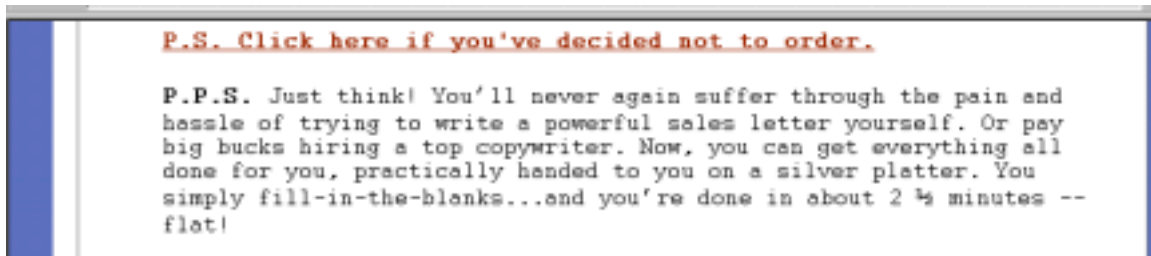 P.S. Click here if you've decided not to order.
P.P.S. Just think! You'll never again suffer through the pain and
hassle of trying to write a powerful sales letter yourself. Or pay
big bucks hiring a top copywriter. Now, you can get everything all
done for you, practically handed to you on a silver platter. You
simply fill-in-the-blanks...and you're done in about 2 ½ minutes --
flat!